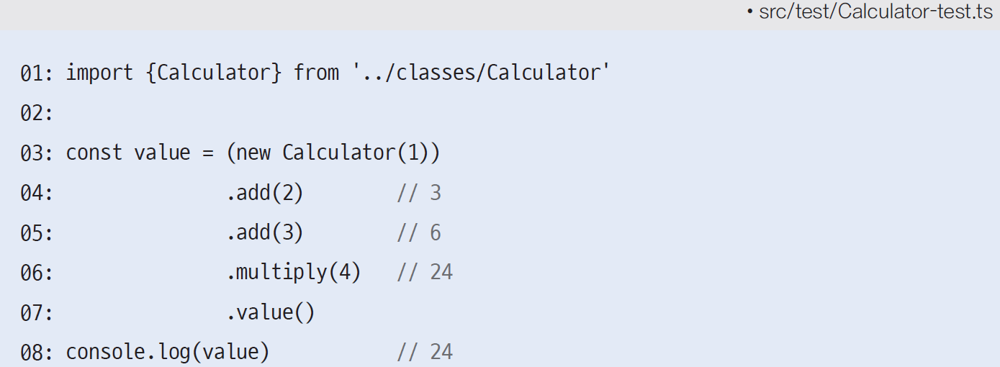 • src/test/Calculator-test.ts
01: import {Calculator} from '../classes/Calculator'
02:
03: const value = (new Calculator(1))
04:               .add(2)        // 3
05:               .add(3)        // 6
06:               .multiply(4)   // 24
07:               .value()
08: console.log(value)           // 24